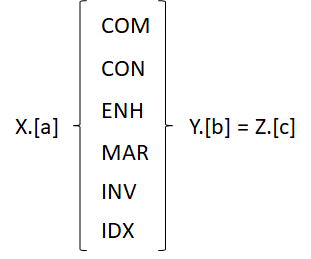 COM
CON
ENH
X.[a] MAR Y.[b] = Z.[c]
INV
IDX